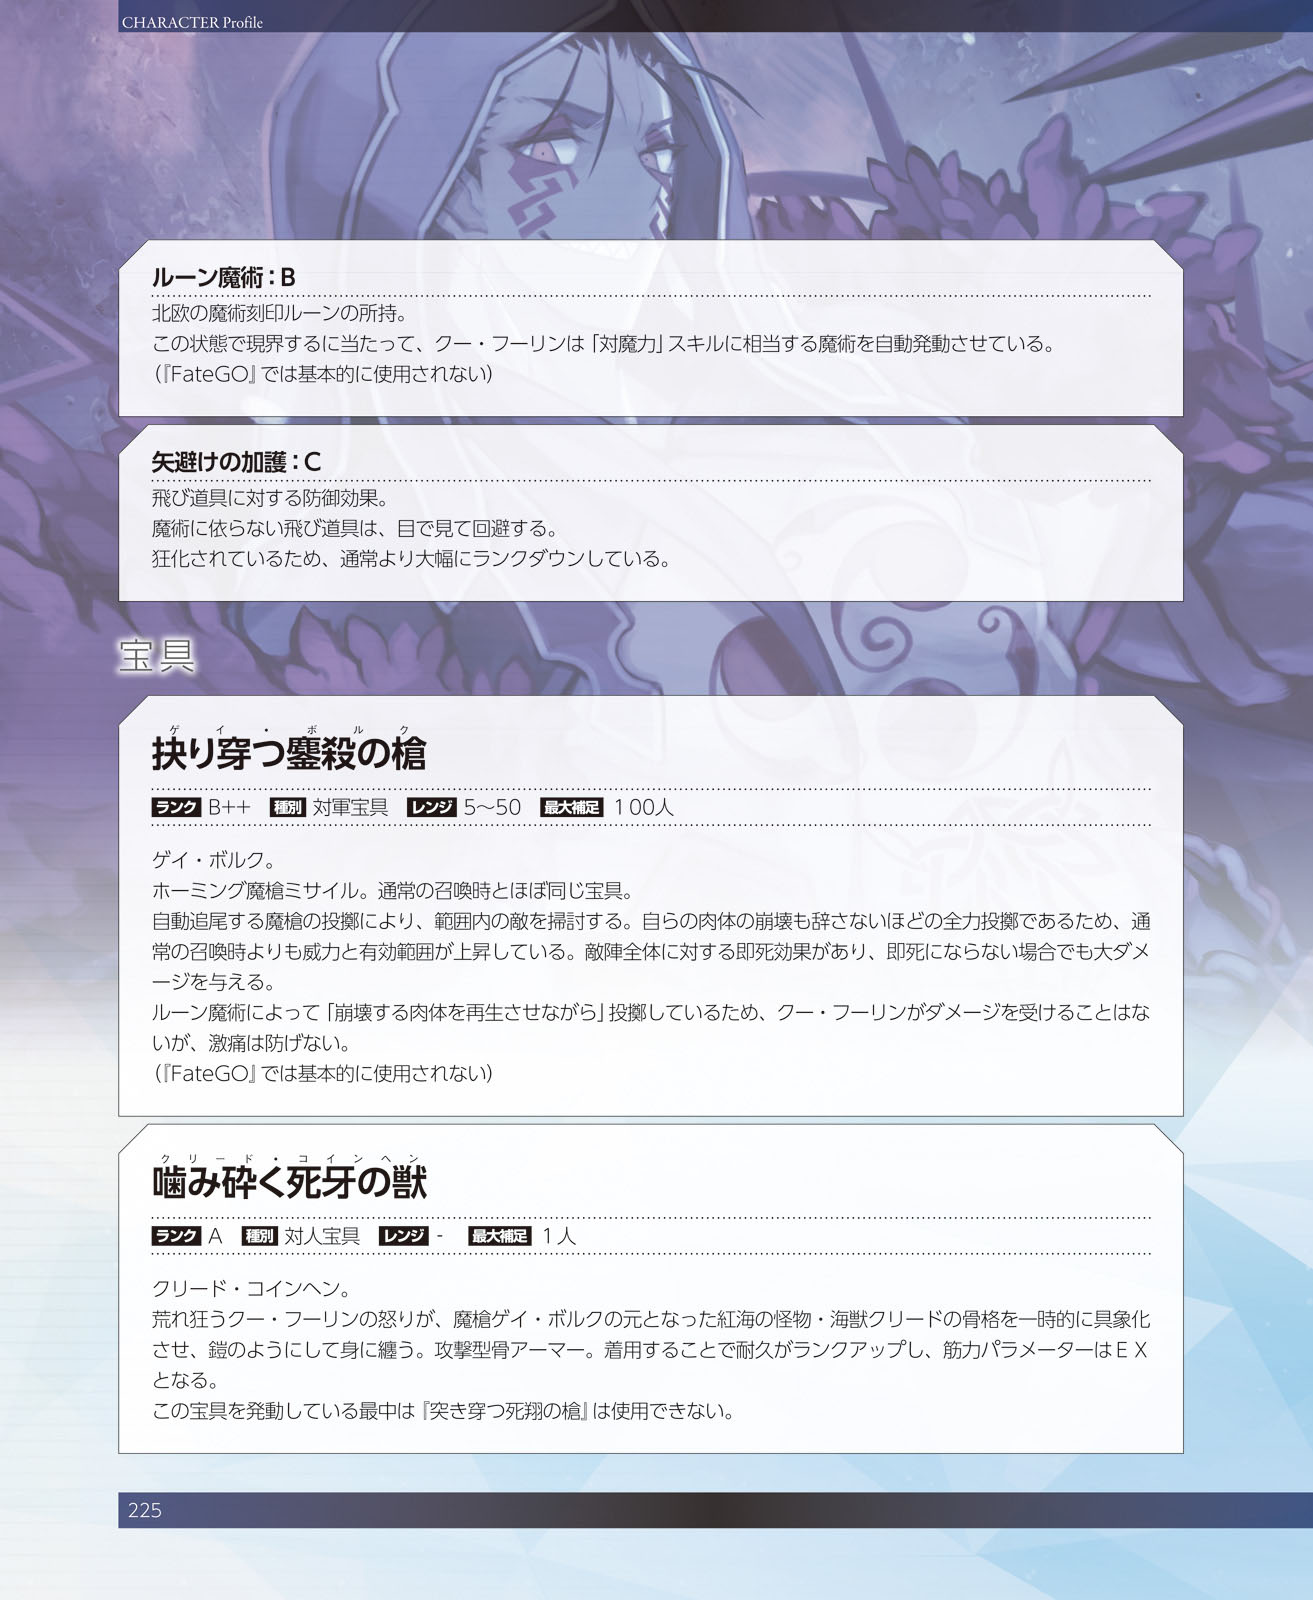 CHARACTER Profile
ルーン魔術：B
北欧の魔術刻印ルーンの所持。
この状態で現界するに当たって、クー・フーリンは「対魔力」スキルに相当する魔術を自動発動させている。
（『FateGO』では基本的に使用されない）
矢避けの加護：C
飛び道具に対する防御効果。
魔術に依らない飛び道具は、目で見て回避する。
狂化されているため、通常より大幅にランクダウンしている。
宝具
ゲイ・ボルク
抉り穿つ鏖殺の槍
ランク B++ 種別 対軍宝具 レンジ 5～50 最大補足 １００人
ゲイ・ボルク。
ホーミング魔槍ミサイル。通常の召喚時とほぼ同じ宝具。
自動追尾する魔槍の投擲により、範囲内の敵を掃討する。自らの肉体の崩壊も辞さないほどの全力投擲であるため、通
常の召喚時よりも威力と有効範囲が上昇している。敵陣全体に対する即死効果があり、即死にならない場合でも大ダメ
ージを与える。
ルーン魔術によって「崩壊する肉体を再生させながら」投擲しているため、クー・フーリンがダメージを受けることはな
いが、激痛は防げない。
（『FateGO』では基本的に使用されない）
クリード・コインヘン
噛み砕く死牙の獣
ランク A 種別 対人宝具 レンジ - 最大補足 １人
クリード・コインヘン。
荒れ狂うクー・フーリンの怒りが、魔槍ゲイ・ボルクの元となった紅海の怪物・海獣クリードの骨格を一時的に具象化
させ、鎧のようにして身に纏う。攻撃型骨アーマー。着用することで耐久がランクアップし、筋力パラメーターはＥＸ
となる。
この宝具を発動している最中は『突き穿つ死翔の槍』は使用できない。
225